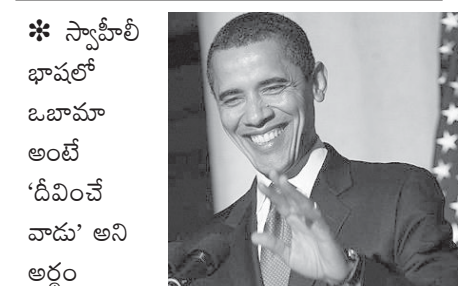 ✻ స్వాహీలీ
భాషలో
ఒబామా
అంటే
‘దీవించే
వాడు’ అని
అర్థం